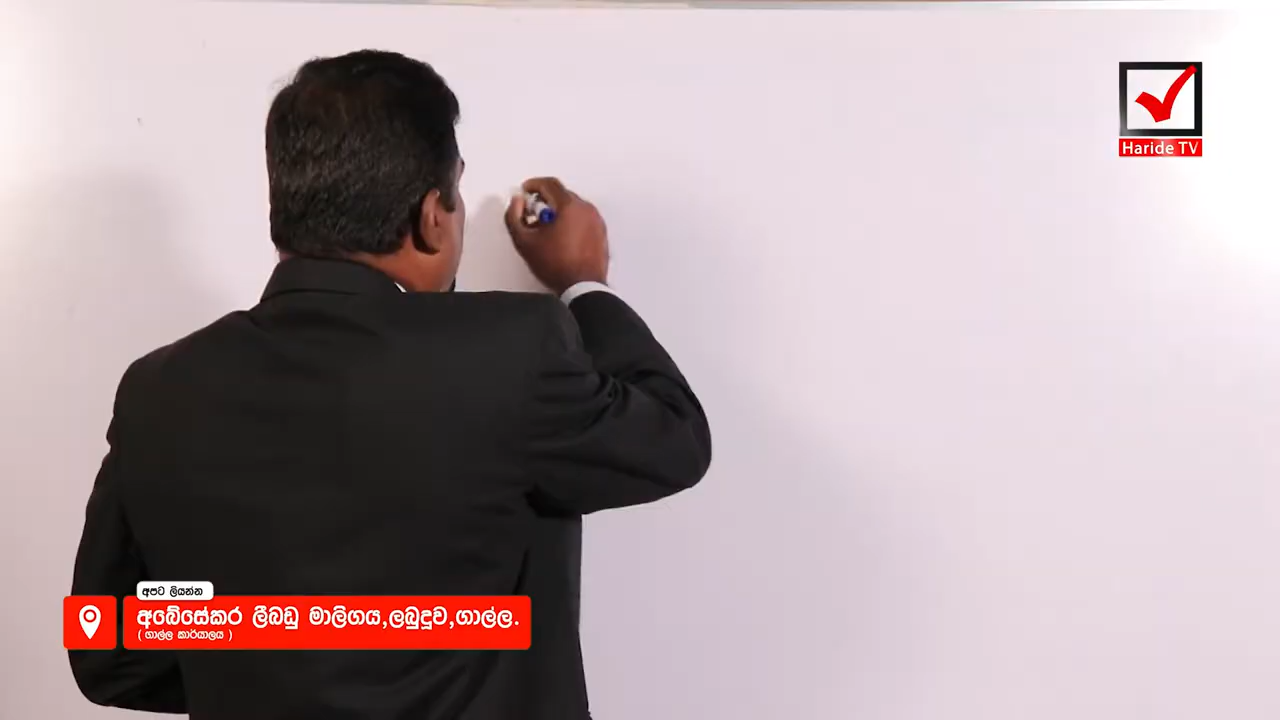 Haride TV
අපට ලියන්න
අබේසේකර ලීබඩු මාලිගය,ලබුදූව,ගාල්ල.
( ගාල්ල කාර්යාලය )